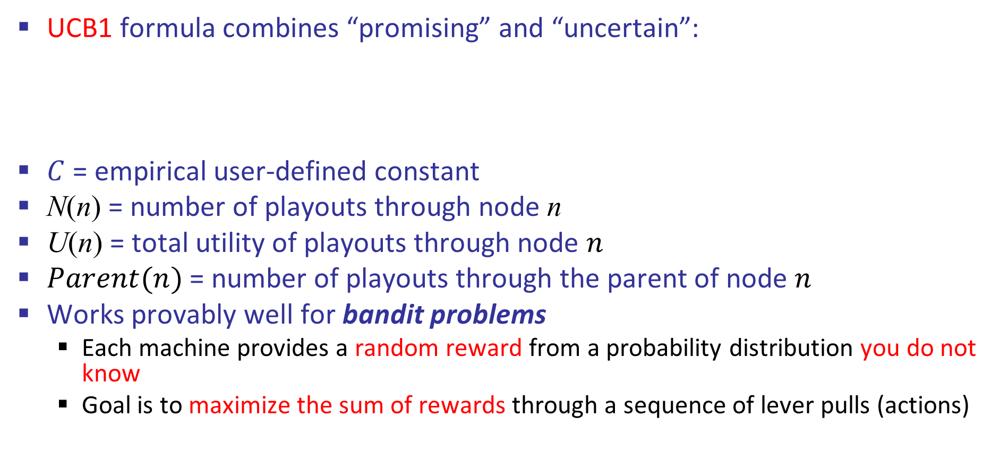 ▪ UCB1 formula combines “promising” and “uncertain”:
▪ C = empirical user-defined constant
▪ N(n) = number of playouts through node n
▪ U(n) = total utility of playouts through node n
▪ Parent(n) = number of playouts through the parent of node n
▪ Works provably well for bandit problems
▪ Each machine provides a random reward from a probability distribution you do not
know
▪ Goal is to maximize the sum of rewards through a sequence of lever pulls (actions)